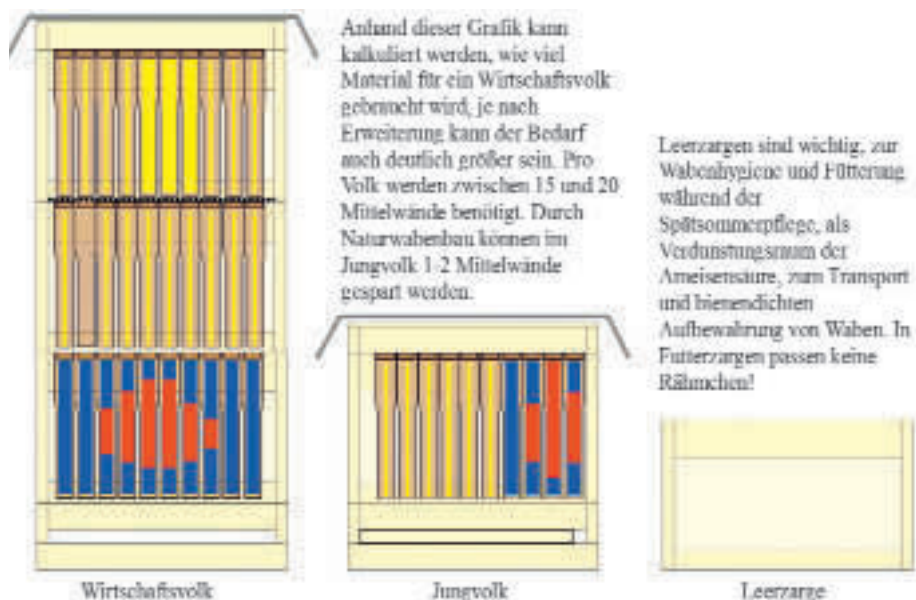 Anhand dieser Grafik kann
kalkuliert werden, wie viel
Material für ein Wirtschaftsvolk
gebraucht wird, je nach
Erweiterung kann der Bedarf
auch deutlich größer sein. Pro
Volk werden zwischen 15 und 20
Mittelwände benötigt. Durch
Naturwabenbau können im
Jungvolk 1-2 Mittelwände
gespart werden.
Leerzargen sind wichtig, zur
Wabenhygiene und Fütterung
während der
Spätsommerpflege, als
Verdunstungsraum der
Ameisensäure, zum Transport
und bienendichten
Aufbewahrung von Waben. In
Futterzargen passen keine
Rähmchen!
Wirtschaftsvolk
Jungvolk
Leerzarge